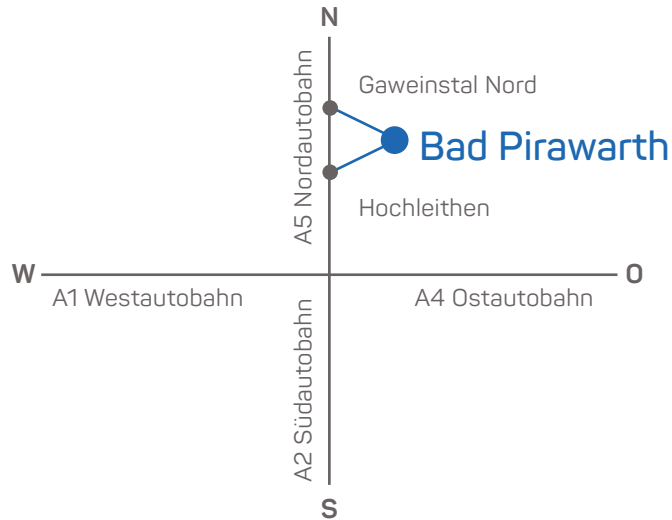 N
Gaweinstal Nord
A5 Nordautobahn
Bad Pirawarth
Hochleithen
W
O
A1 Westautobahn
A4 Ostautobahn
A2 Südautobahn
S